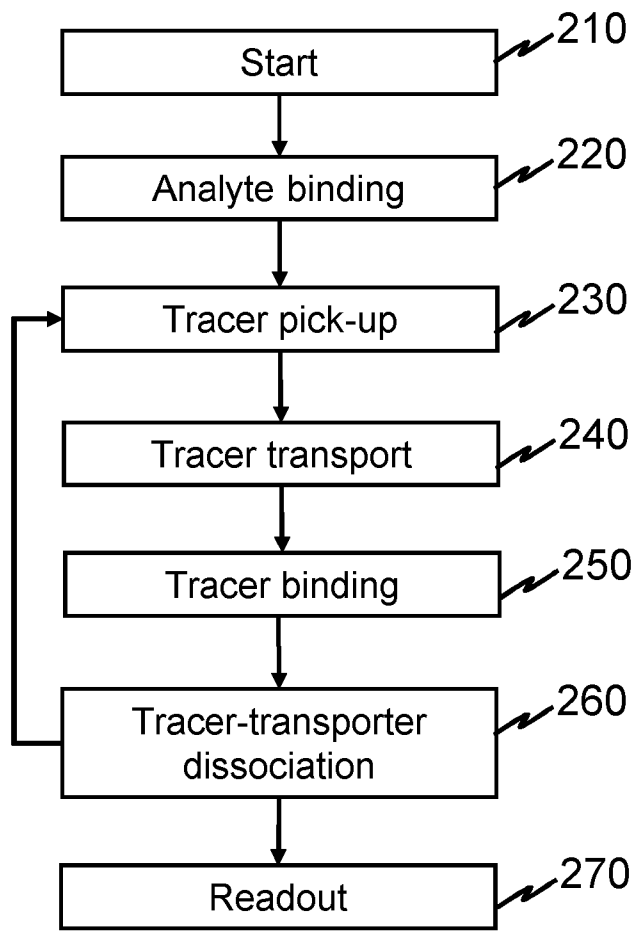 210
Start
220
Analyte binding
230
Tracer pick-up
240
Tracer transport
250
Tracer binding
260
Tracer-transporter
dissociation
270
Readout